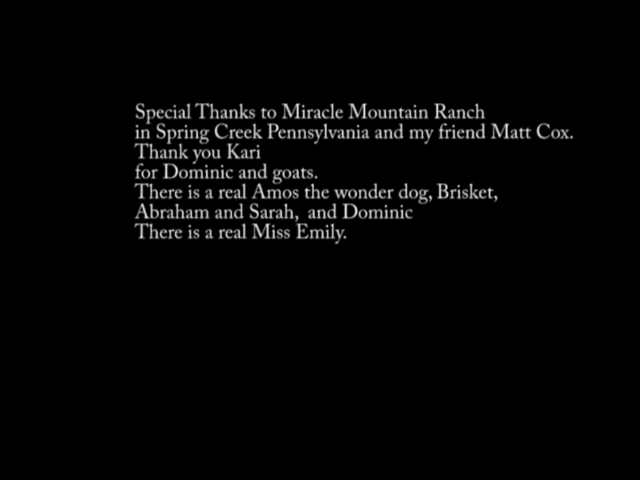 Special Thanks to Miracle Mountain Ranch
in Spring Creek Pennsylvania and my friend Matt Cox.
Thank you Kari
for Dominic and goats.
There is a real Amos the wonder dog, Brisket,
Abraham and Sarah, and Dominic
There is a real Miss Emily.